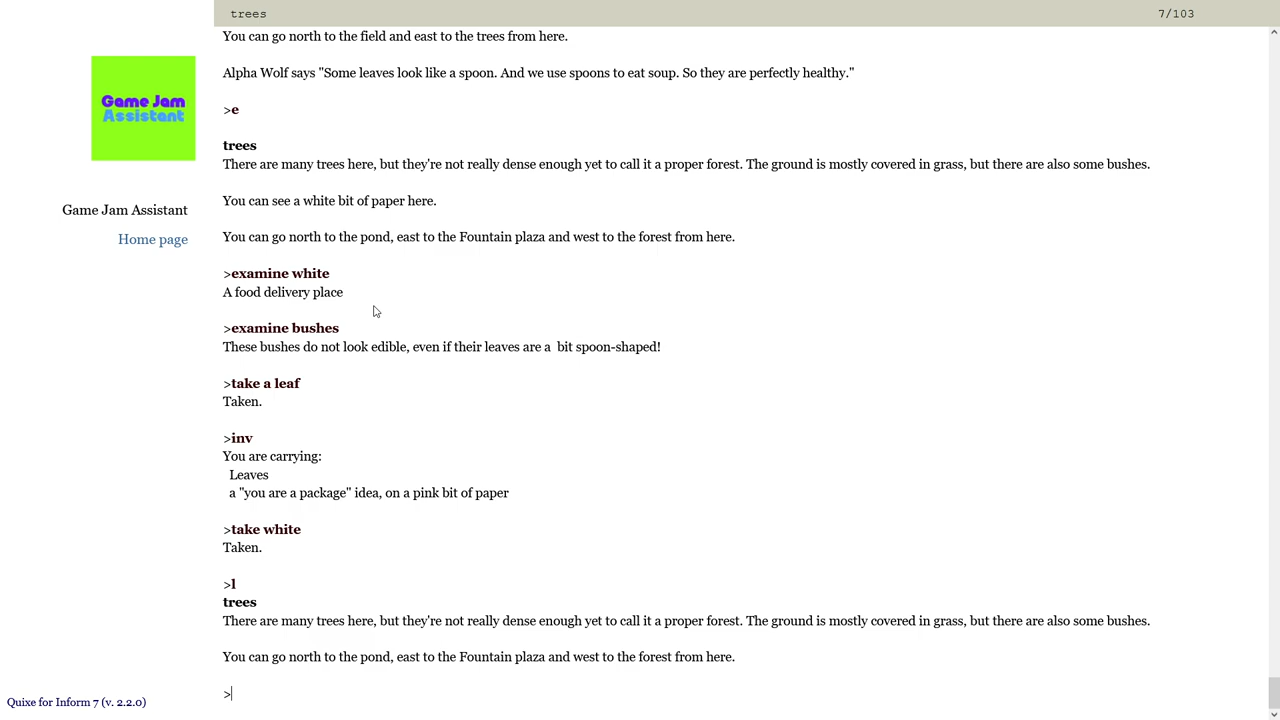 trees 7/103
You can go north to the field and east to the trees from here.
Alpha Wolf says "Some leaves look like a spoon. And we use spoons to eat soup. So they are perfectly healthy."
>e
trees
There are many trees here, but they're not really dense enough yet to call it a proper forest. The ground is mostly covered in grass, but there are also some bushes.
You can see a white bit of paper here.
You can go north to the pond, east to the Fountain plaza and west to the forest from here.
>examine white
A food delivery place
>examine bushes
These bushes do not look edible, even if their leaves are a  bit spoon-shaped!
>take a leaf
Taken.
>inv
You are carrying:
Leaves
a "you are a package" idea, on a pink bit of paper
>take white
Taken.
>l
trees
There are many trees here, but they're not really dense enough yet to call it a proper forest. The ground is mostly covered in grass, but there are also some bushes.
You can go north to the pond, east to the Fountain plaza and west to the forest from here.
>
Game Jam
Assistant
Game Jam Assistant
Home page
Quixe for Inform 7 (v. 2.2.0)